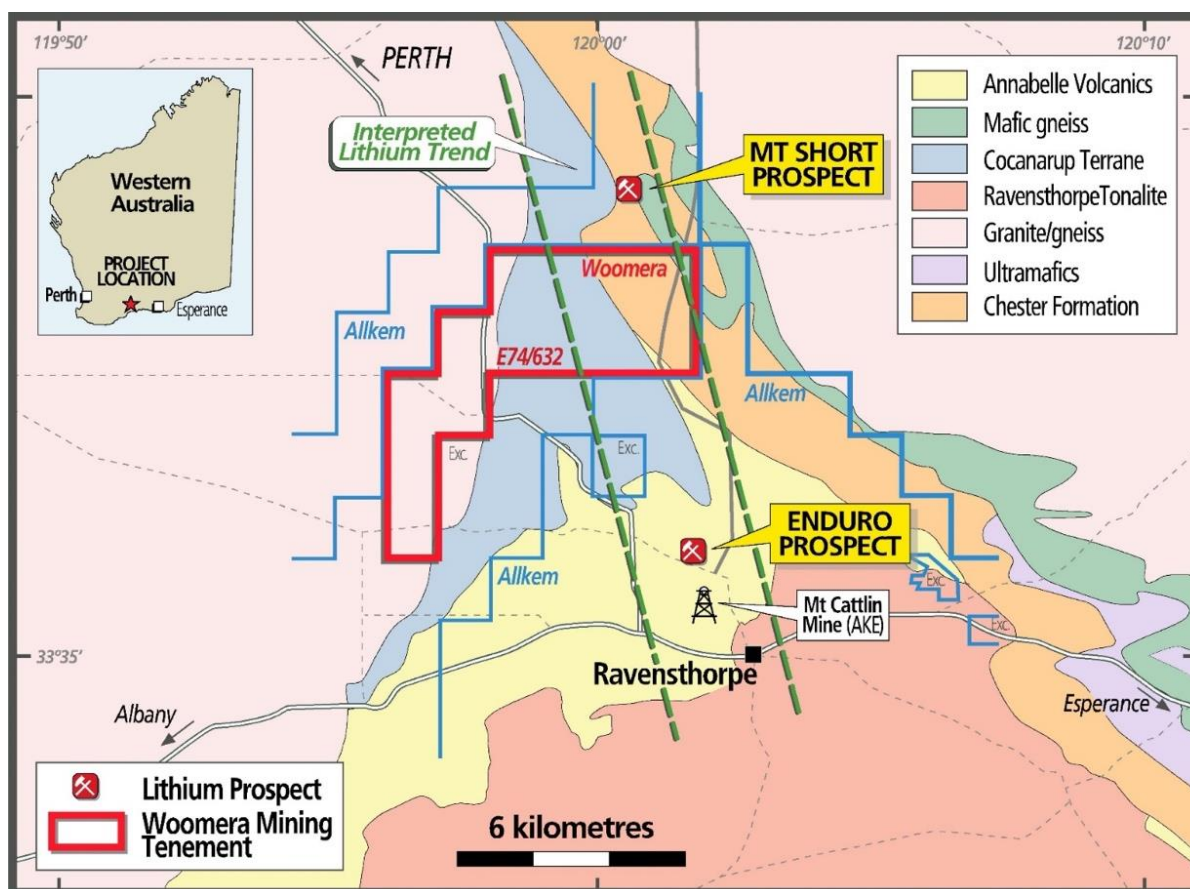 119°50'
120°00'
120°10'
PERTH
Interpreted
Lithium Trend
MT SHORT
PROSPECT
Western
Australia
PROJECT
LOCATION
Perth
Esperance
Annabelle Volcanics
Mafic gneiss
Cocanarup Terrane
RavensthorpeTonalite
Granite/gneiss
Ultramafics
Chester Formation
Woomera
Allkem
E74/632
Allkem
Exc.
Exc.
ENDURO
PROSPECT
Allkem
Exc.
Mt Cattlin
Mine (AKE)
Exc.
33°35'
Ravensthorpe
Albany
Esperance
Lithium Prospect
Woomera Mining
Tenement
6 kilometres